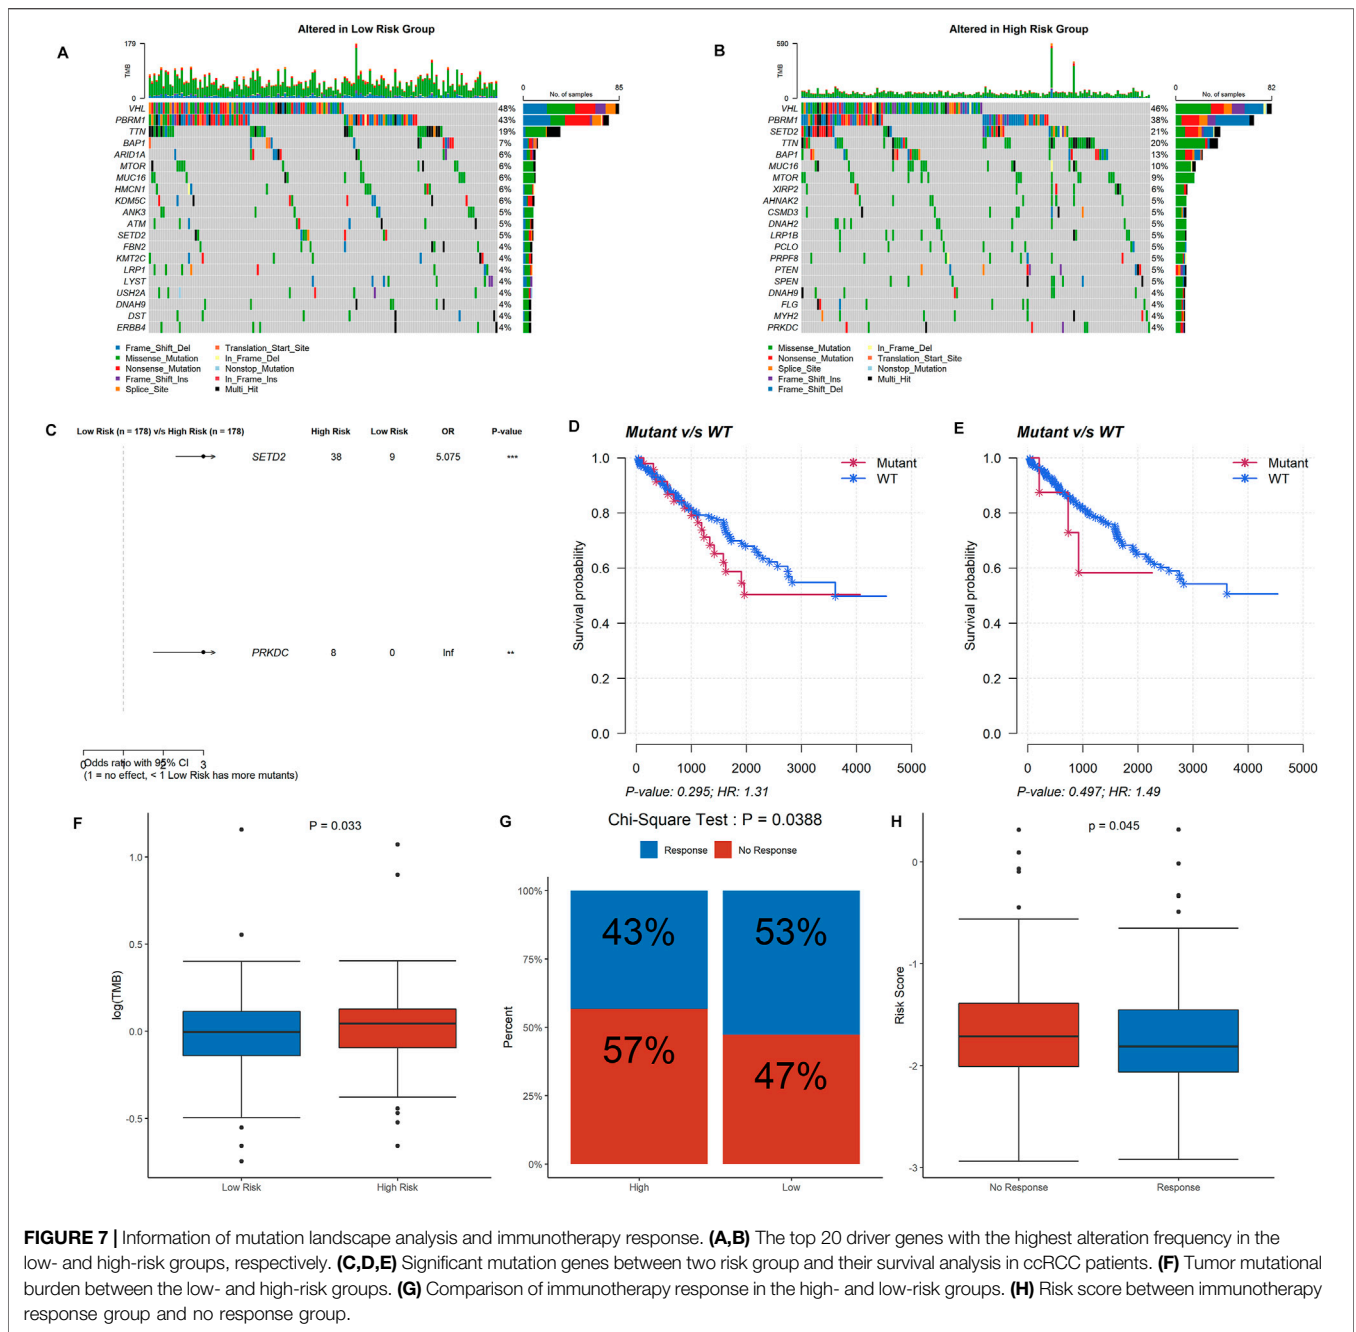 Altered in Low Risk Group
A
179
TMB
0
0 85
No. of samples
VHL 48%
PBRM1 43%
TTN 19%
BAP1 7%
ARID1A 6%
MTOR 6%
MUC16 6%
HMCN1 6%
KDM5C 6%
ANK3 5%
ATM 5%
SETD2 5%
FBN2 4%
KMT2C 4%
LRP1 4%
LYST 4%
USH2A 4%
DNAH9 4%
DST 4%
ERBB4 4%
Frame_Shift_Del Translation_Start_Site
Missense_Mutation In_Frame_Del
Nonsense_Mutation Nonstop_Mutation
Frame_Shift_Ins In_Frame_Ins
Splice_Site Multi_Hit
Altered in High Risk Group
B
590
TMB
0
0 82
No. of samples
VHL 46%
PBRM1 38%
SETD2 21%
TTN 20%
BAP1 13%
MUC16 10%
MTOR 9%
XIRP2 6%
AHNAK2 5%
CSMD3 5%
DNAH2 5%
LRP1B 5%
PCLO 5%
PRPF8 5%
PTEN 5%
SPEN 5%
DNAH9 4%
FLG 4%
MYH2 4%
PRKDC 4%
Missense_Mutation In_Frame_Del
Nonsense_Mutation Translation_Start_Site
Splice_Site Nonstop_Mutation
Frame_Shift_Ins Multi_Hit
Frame_Shift_Del
C
Low Risk (n = 178) v/s High Risk (n = 178) High Risk Low Risk OR P-value
SETD2 38 9 5.075 ***
PRKDC 8 0 Inf **
0 1 2 3
Odds ratio with 95% CI
(1 = no effect, < 1 Low Risk has more mutants)
D
Mutant v/s WT
Mutant
WT
Survival probability
1.0
0.8
0.6
0.4
0.2
0.0
0 1000 2000 3000 4000 5000
P-value: 0.295; HR: 1.31
E
Mutant v/s WT
Mutant
WT
Survival probability
1.0
0.8
0.6
0.4
0.2
0.0
0 1000 2000 3000 4000 5000
P-value: 0.497; HR: 1.49
F
P = 0.033
log(TMB)
1.0
0.5
0.0
-0.5
Low Risk High Risk
G
Chi-Square Test : P = 0.0388
Response No Response
Percent
100%
75%
50%
25%
0%
43% 53%
57% 47%
High Low
H
p = 0.045
Risk Score
0
-1
-2
-3
No Response Response
FIGURE 7 | Information of mutation landscape analysis and immunotherapy response. (A,B) The top 20 driver genes with the highest alteration frequency in the
low- and high-risk groups, respectively. (C,D,E) Significant mutation genes between two risk group and their survival analysis in ccRCC patients. (F) Tumor mutational
burden between the low- and high-risk groups. (G) Comparison of immunotherapy response in the high- and low-risk groups. (H) Risk score between immunotherapy
response group and no response group.